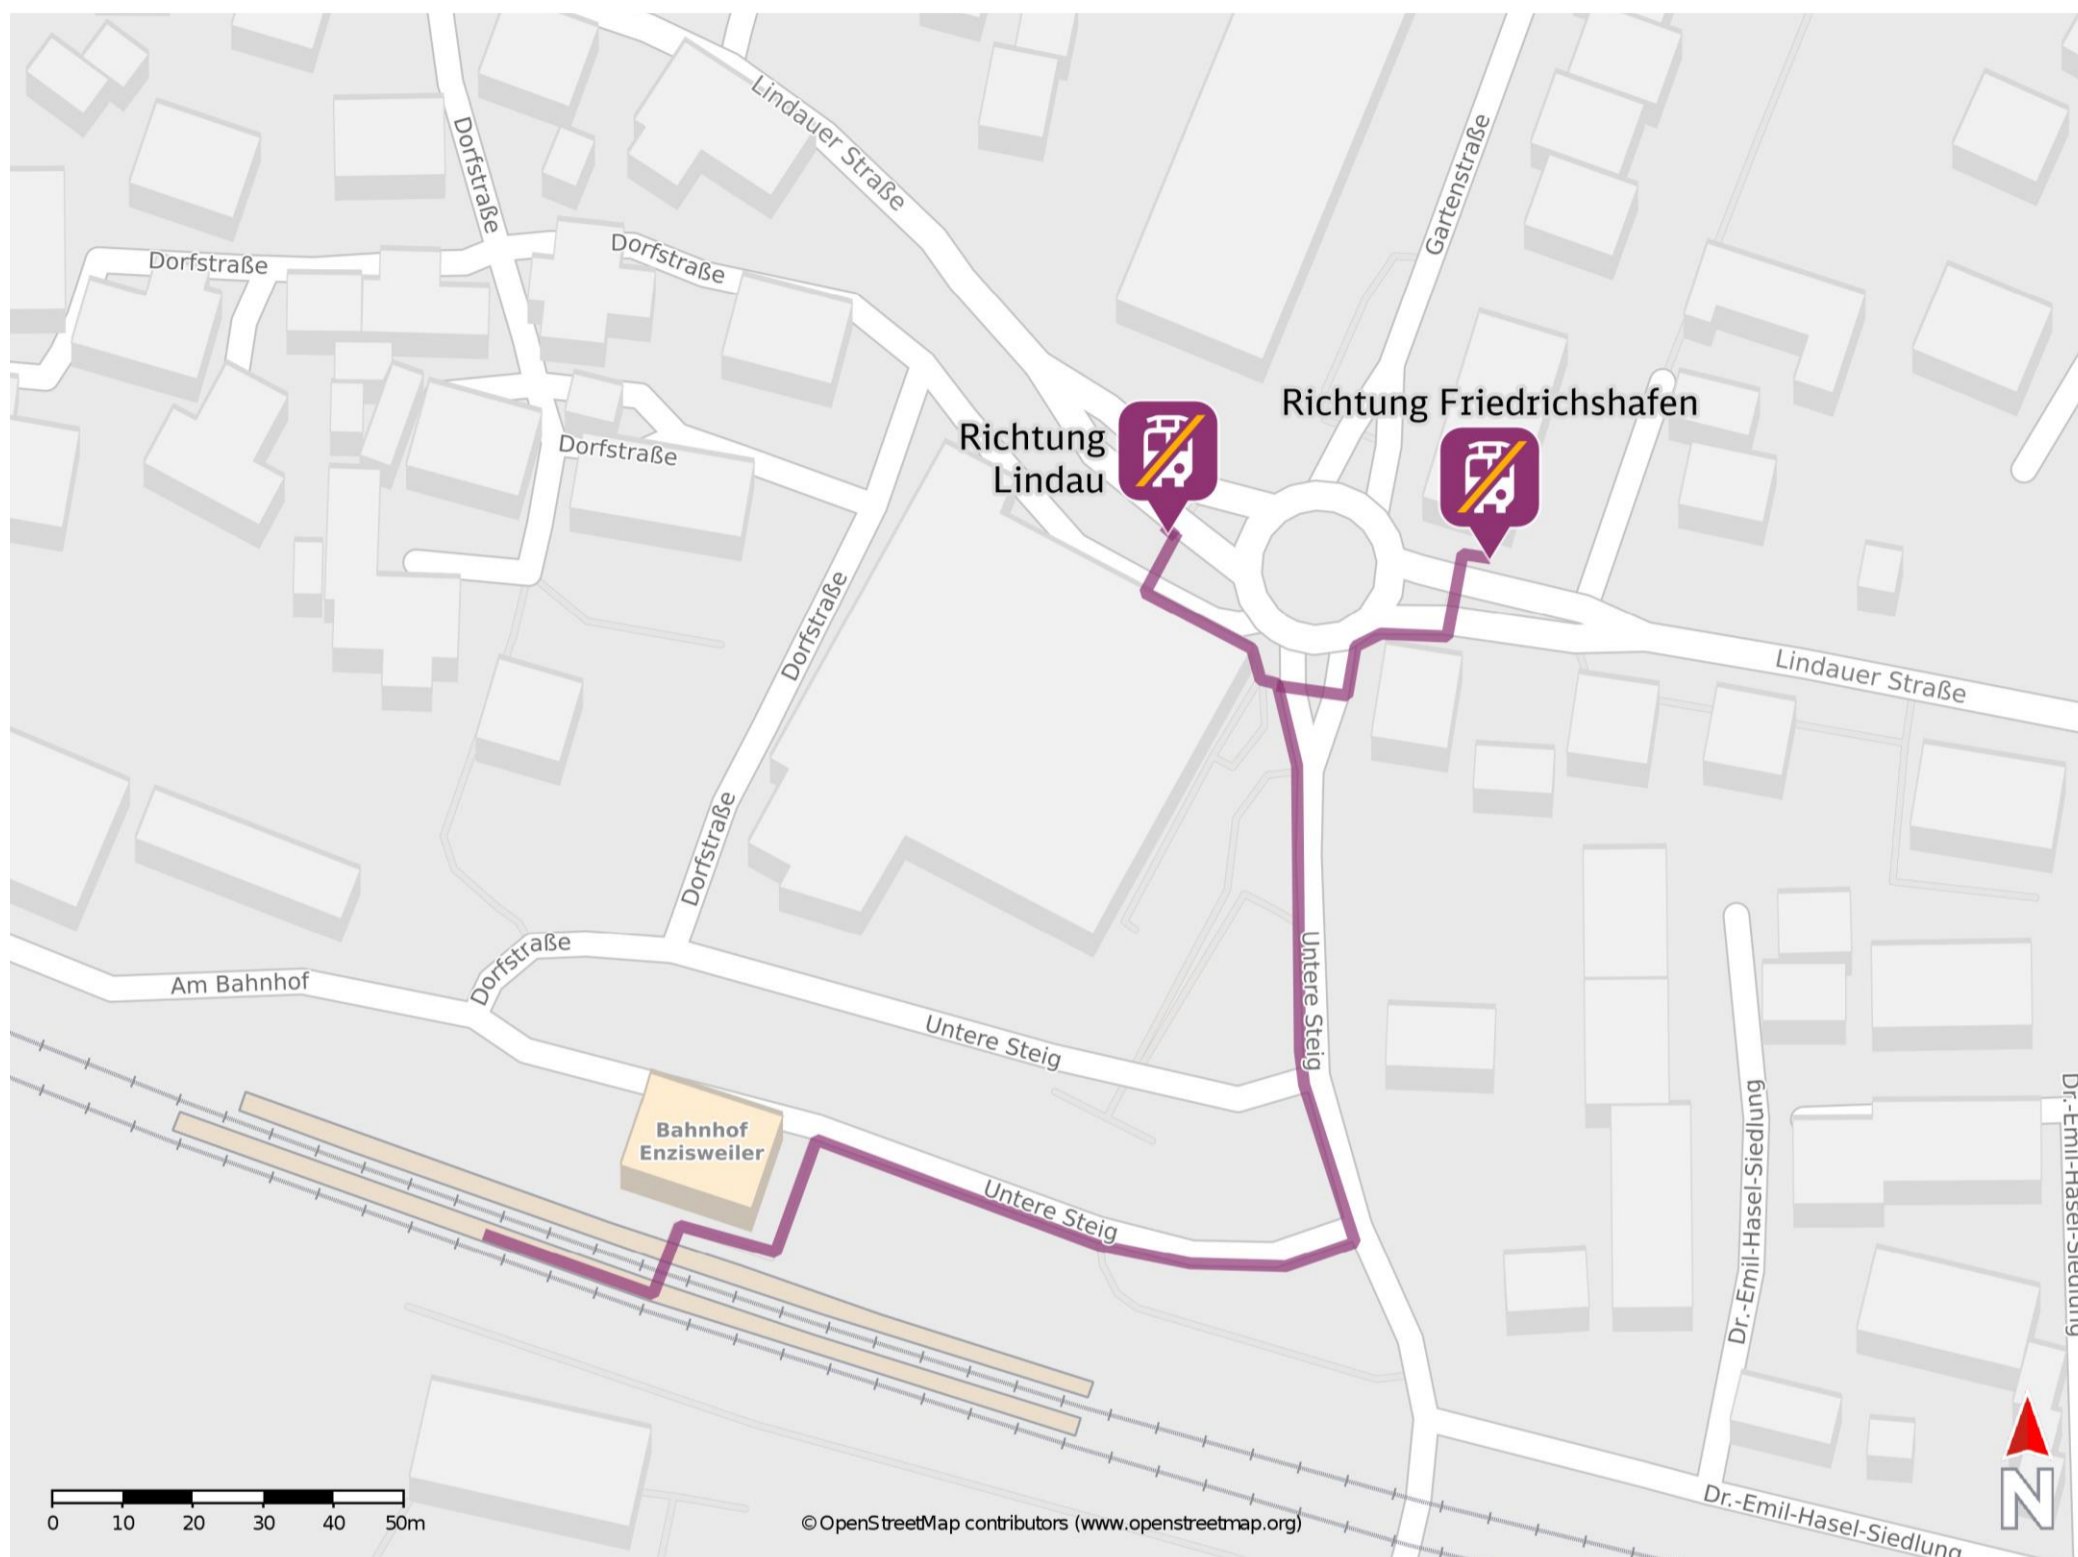 Lindauer Straße
Dorfstraße
Gartenstraße
Dorfstraße
Dorfstraße
Richtung Friedrichshafen
Richtung
Lindau
Dorfstraße
Dorfstraße
Lindauer Straße
Dorfstraße
Untere Steig
Dorfstraße
Am Bahnhof
Untere Steig
Bahnhof
Enzisweiler
Untere Steig
Dr.-Emil-Hasel-Siedlung
Dr.-Emil-Hasel-Siedlung
Dr.-Emil-Hasel-Siedlung
0 10 20 30 40 50m
© OpenStreetMap contributors (www.openstreetmap.org)
N